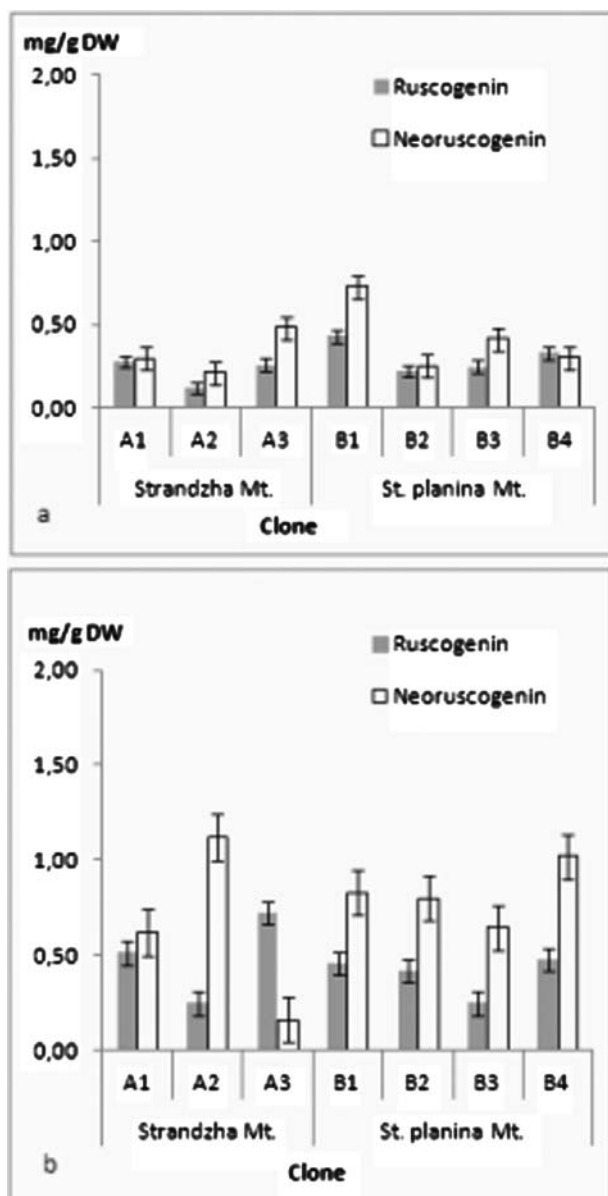 mg/g DW
2,00
1,50
1,00
0,50
0,00
Ruscogenin
Neoruscogenin
A1 A2 A3 B1 B2 B3 B4
Strandzha Mt. St. planina Mt.
a
Clone
mg/g DW
2,00
1,50
1,00
0,50
0,00
Ruscogenin
Neoruscogenin
A1 A2 A3 B1 B2 B3 B4
Strandzha Mt. St. planina Mt.
b
Clone